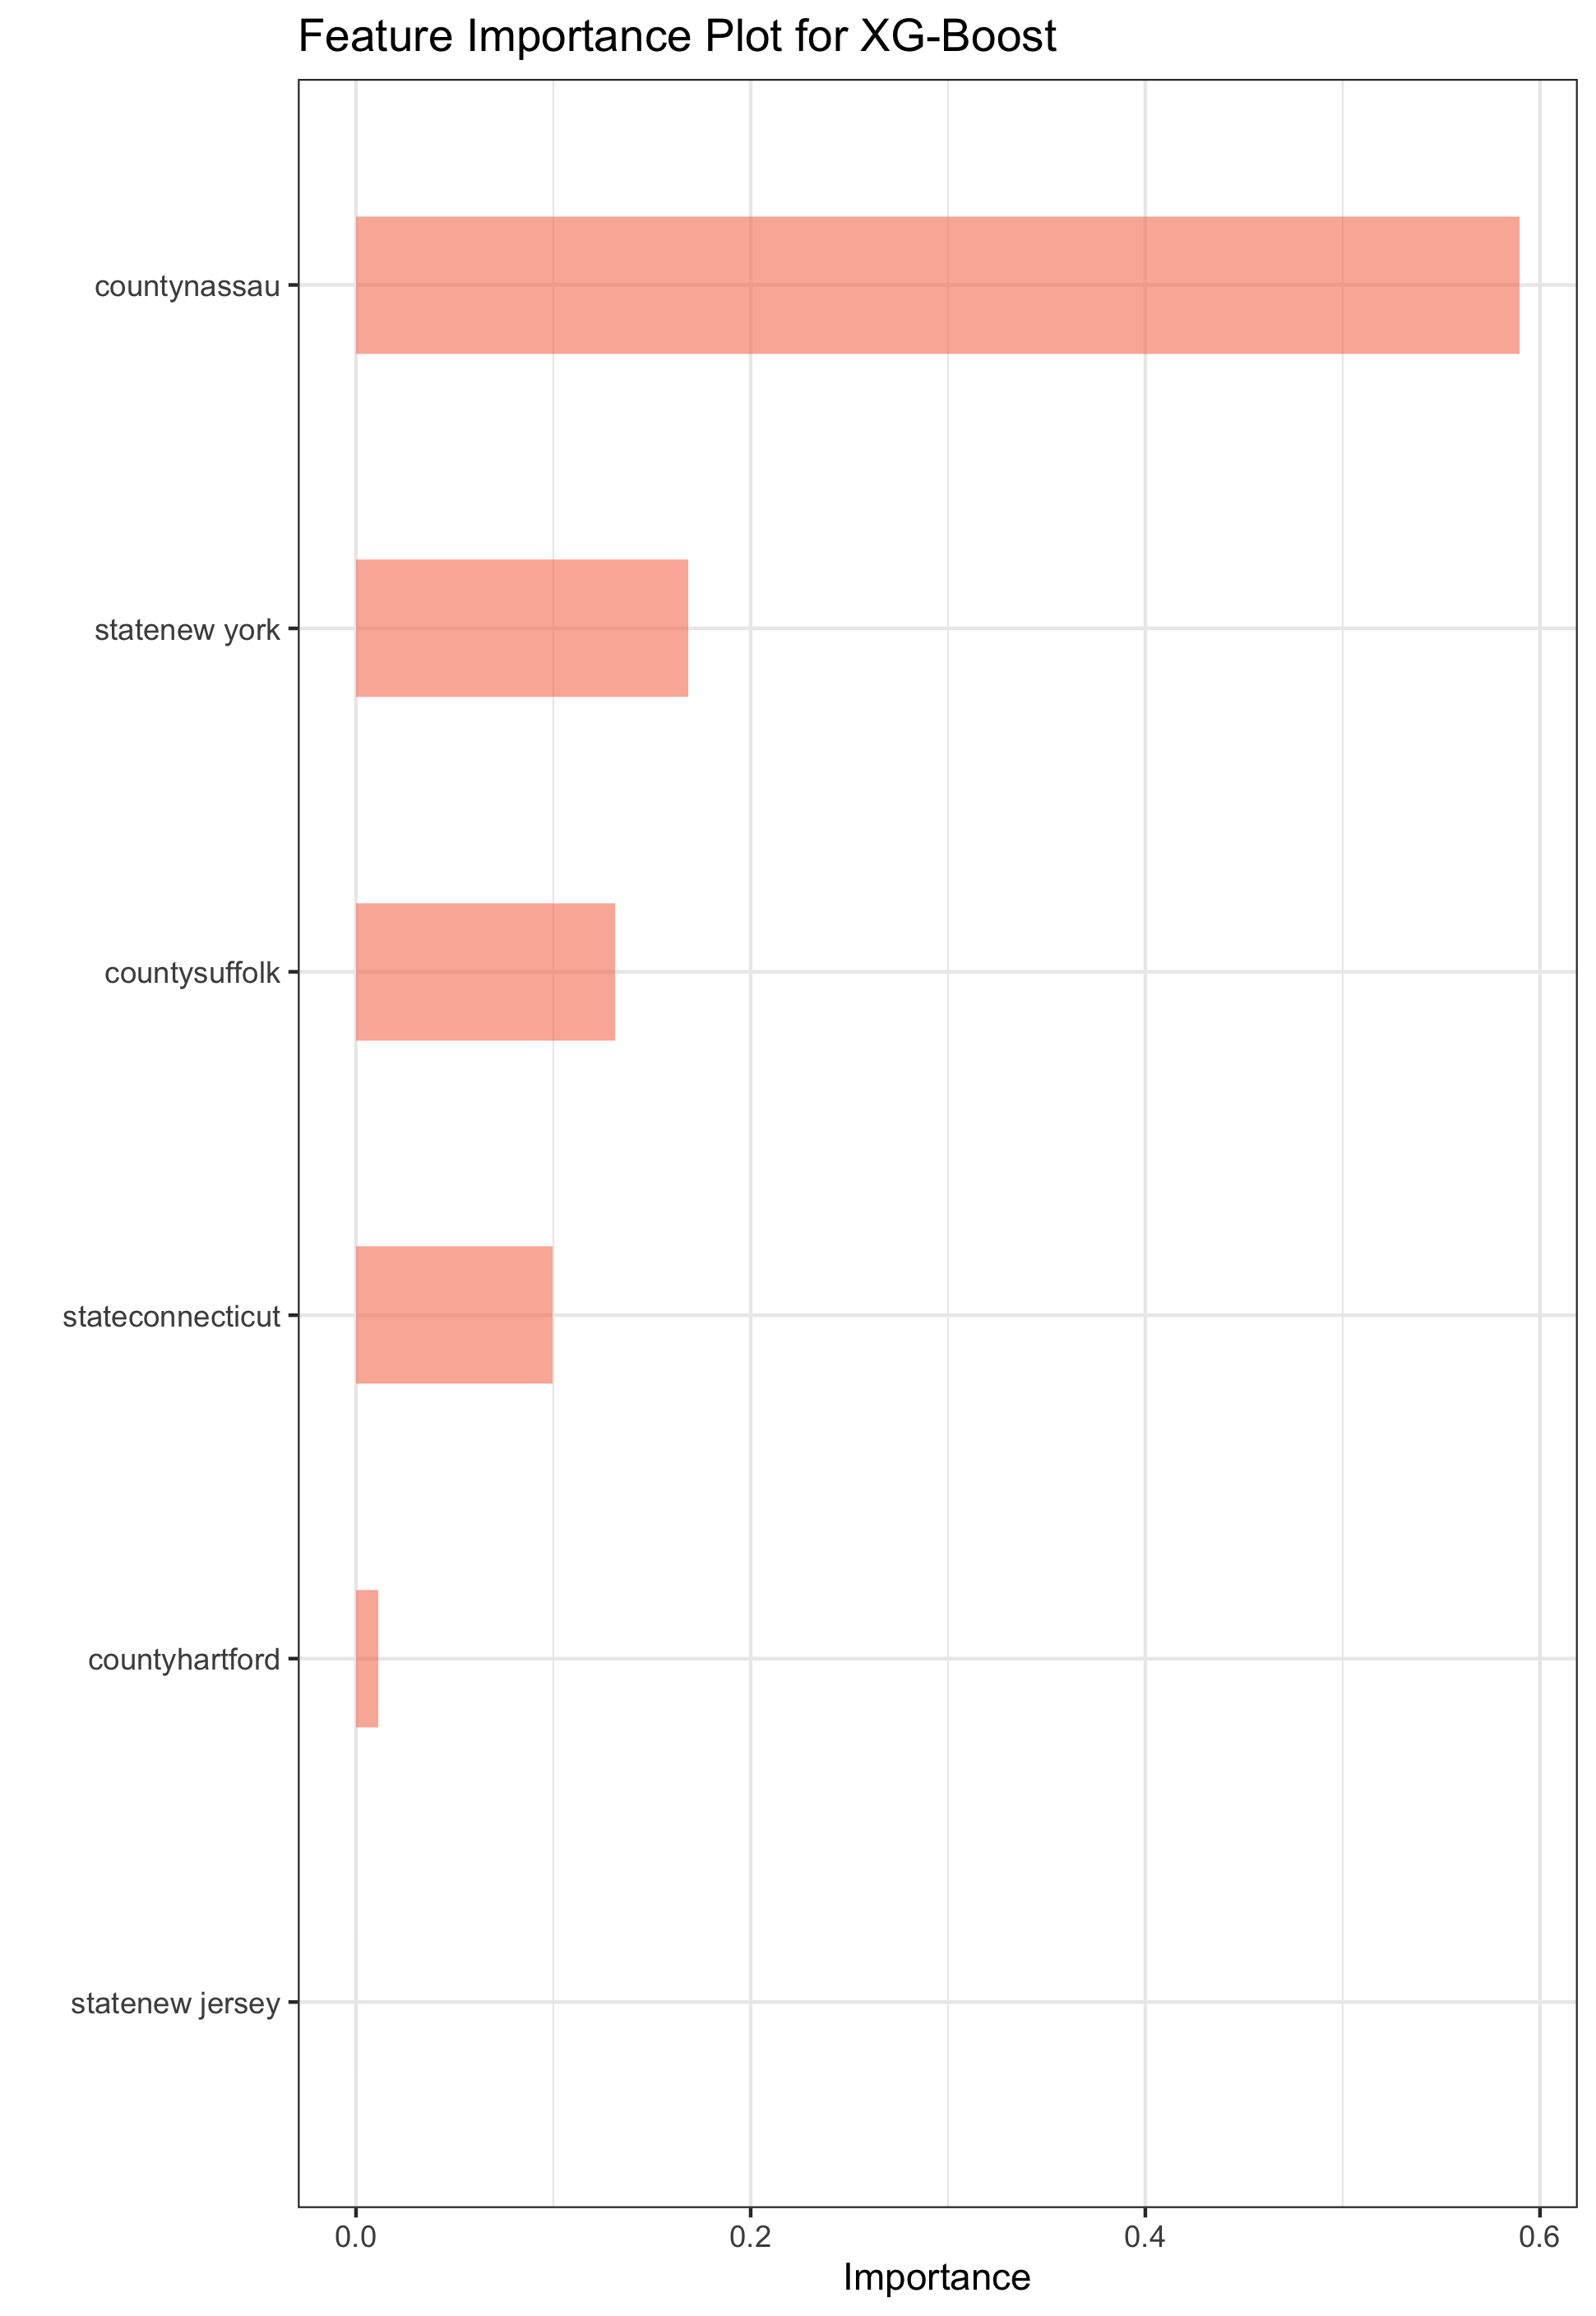 Feature Importance Plot for XG-Boost
countynassau
statenew york
countysuffolk
stateconnecticut
countyhartford
statenew jersey
0.0 0.2 0.4 0.6
Importance